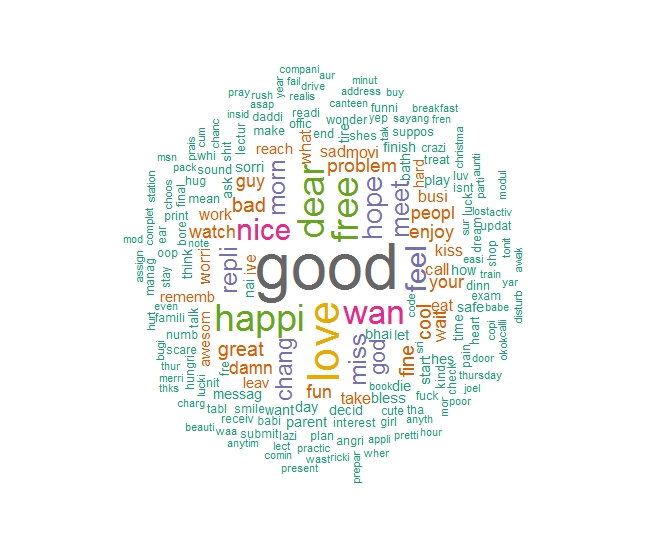 compani
fail aur minut
year drive address buy
pray rush realis canteen
asap funni breakfast
insid daddi readi wonder yep sayang fren
chanc lectur make offic end tire shes tak suppos
cum prais whi shit reach what sad movi finish crazi christma
msn pack sound sorri problem bath hard treat luv aunti
choos final hug ask guy morn dear free hope meet play isnt parti modul
station mean bad busi luck lost activ
complet print work nice peopl sur updat
ear bore watch enjoy dream tonit
mod note repli ive good feel kiss shop aweik
assign oop think worri call how easi
manag stay nai your train yar
rememb code eat dinn exam disturb
even happi love wan cool wait safe babe
hurt talk bhai let time heart copi okok calli
numb awesom great chang miss god sri
bugi scare damn fine start ches pain door
thur hungri fre leav kinda check thursday
merri lucki nit fun book die joel
thks messag take bless fuck mor spoor
charg tabl smile want day decid cute tha
beauti receiv babi parent interest girl anyth
waa submit lazi plan angri appli pretti hour
anytim lect practic
comin wast ricki wher
present prepar